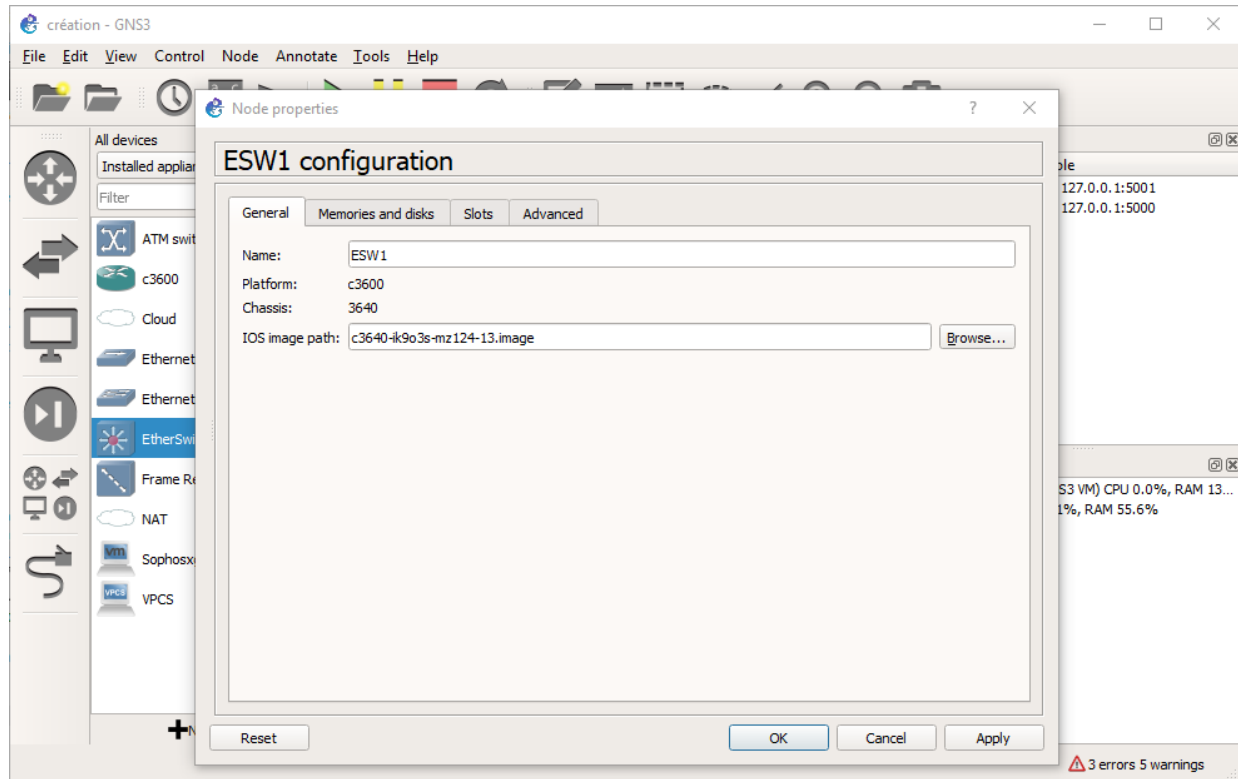 création - GNS3
File Edit View Control Node Annotate Tools Help
Node properties
ESW1 configuration
General Memories and disks Slots Advanced
Name: ESW1
Platform: c3600
Chassis: 3640
IOS image path: c3640-ik9o3s-mz124-13.image Browse...
Reset OK Cancel Apply
All devices
Installed applian
Filter
ATM swit
c3600
Cloud
Ethernet
Ethernet
EtherSwi
Frame Re
NAT
vm
Sophosx
VPCS
VPCS
ole
127.0.0.1:5001
127.0.0.1:5000
S3 VM) CPU 0.0%, RAM 13...
1%, RAM 55.6%
3 errors 5 warnings